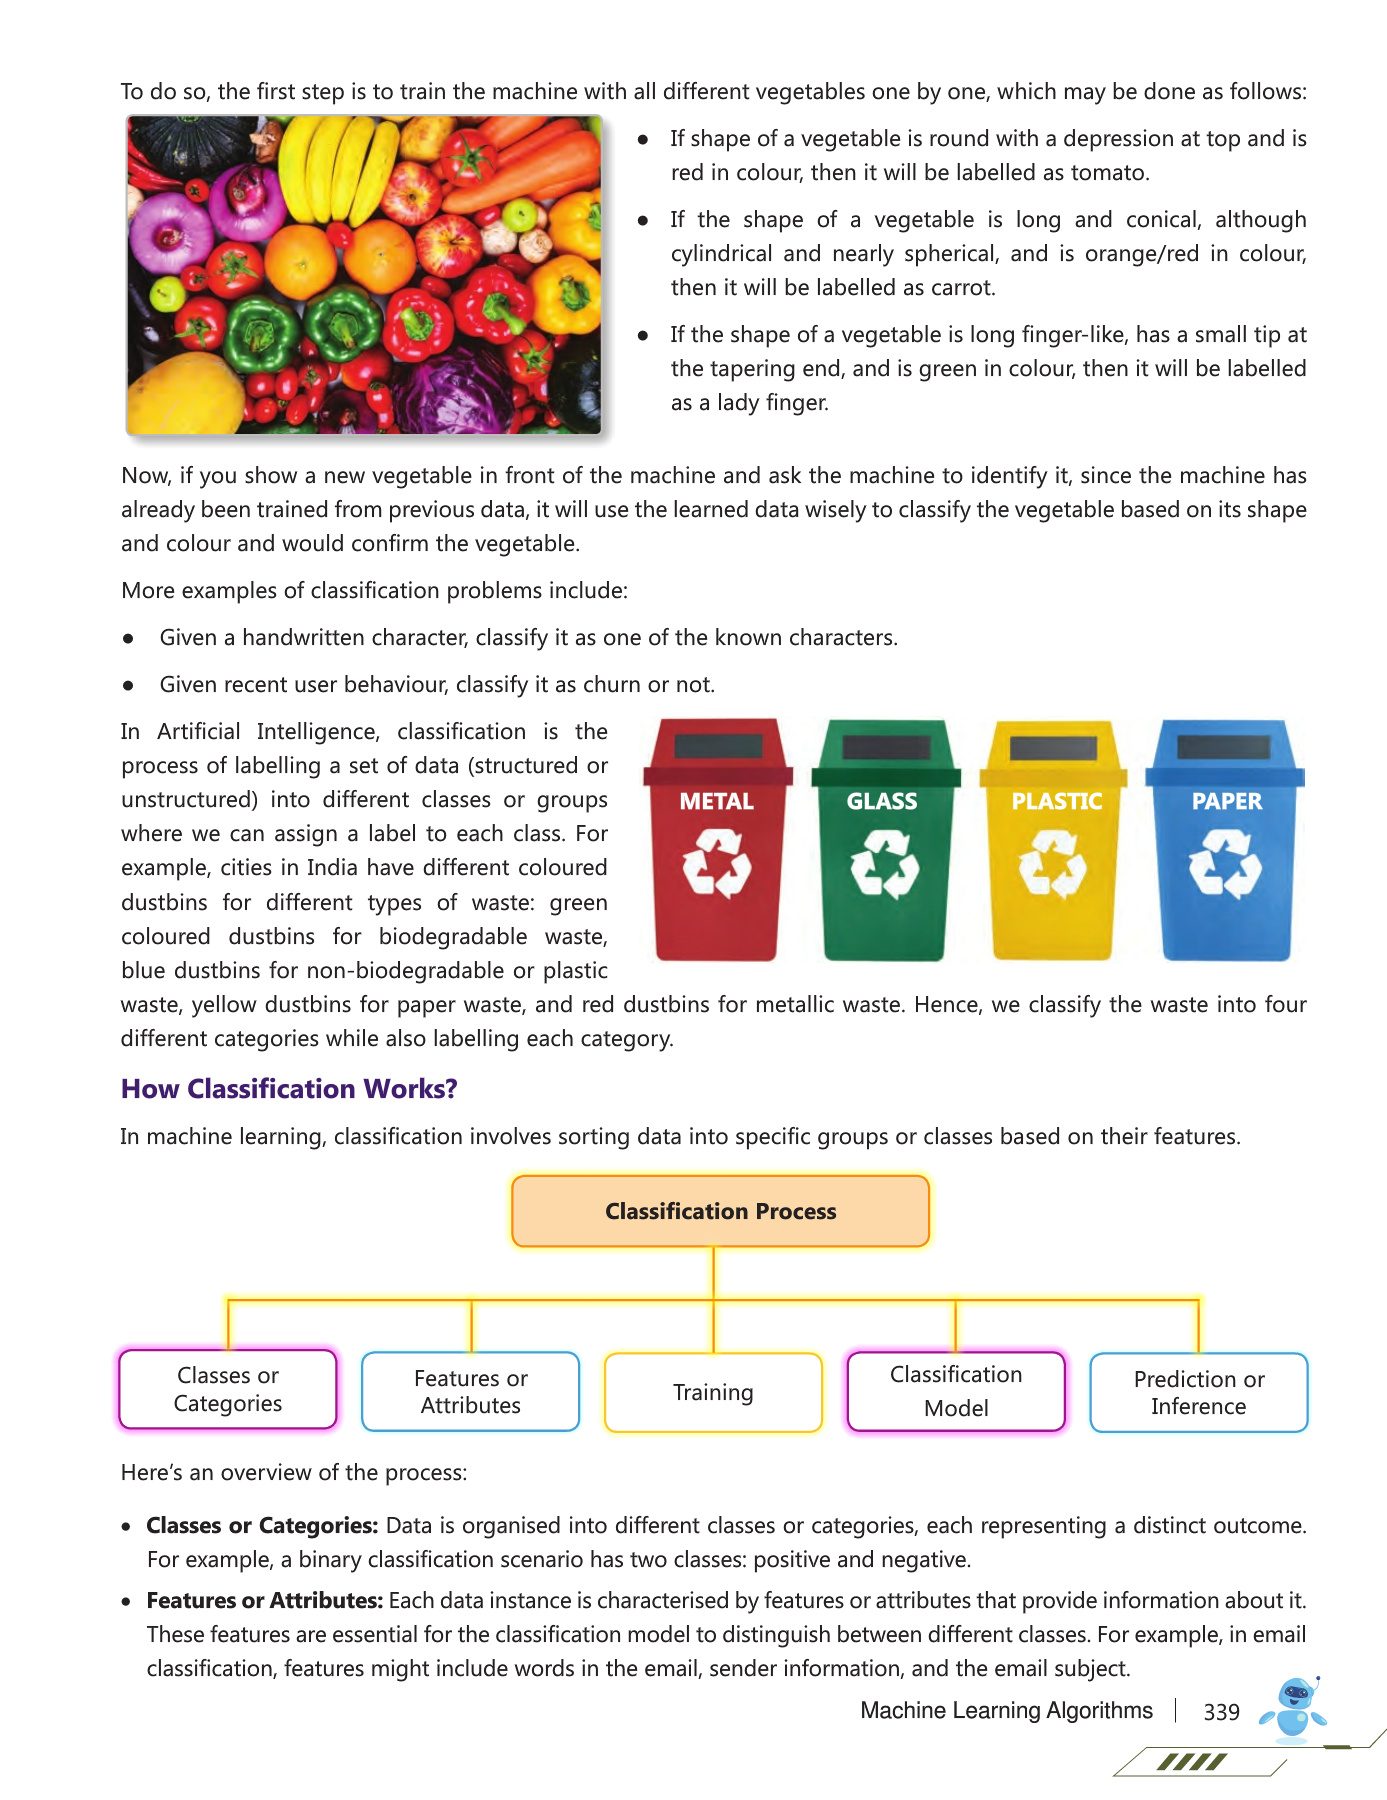 To do so, the first step is to train the machine with all different vegetables one by one, which may be done as follows:
● If shape of a vegetable is round with a depression at top and is
red in colour, then it will be labelled as tomato.
● If the shape of a vegetable is long and conical, although
cylindrical and nearly spherical, and is orange/red in colour,
then it will be labelled as carrot.
● If the shape of a vegetable is long finger-like, has a small tip at
the tapering end, and is green in colour, then it will be labelled
as a lady finger.
Now, if you show a new vegetable in front of the machine and ask the machine to identify it, since the machine has
already been trained from previous data, it will use the learned data wisely to classify the vegetable based on its shape
and colour and would confirm the vegetable.
More examples of classification problems include:
● Given a handwritten character, classify it as one of the known characters.
● Given recent user behaviour, classify it as churn or not.
In Artificial Intelligence, classification is the
process of labelling a set of data (structured or
unstructured) into different classes or groups
where we can assign a label to each class. For
example, cities in India have different coloured
dustbins for different types of waste: green
coloured dustbins for biodegradable waste,
blue dustbins for non-biodegradable or plastic
waste, yellow dustbins for paper waste, and red dustbins for metallic waste. Hence, we classify the waste into four
different categories while also labelling each category.
METAL
GLASS
PLASTIC
PAPER
How Classification Works?
In machine learning, classification involves sorting data into specific groups or classes based on their features.
Classification Process
Classes or
Categories
Features or
Attributes
Training
Classification
Model
Prediction or
Inference
Here's an overview of the process:
• Classes or Categories: Data is organised into different classes or categories, each representing a distinct outcome.
For example, a binary classification scenario has two classes: positive and negative.
• Features or Attributes: Each data instance is characterised by features or attributes that provide information about it.
These features are essential for the classification model to distinguish between different classes. For example, in email
classification, features might include words in the email, sender information, and the email subject.
Machine Learning Algorithms | 339